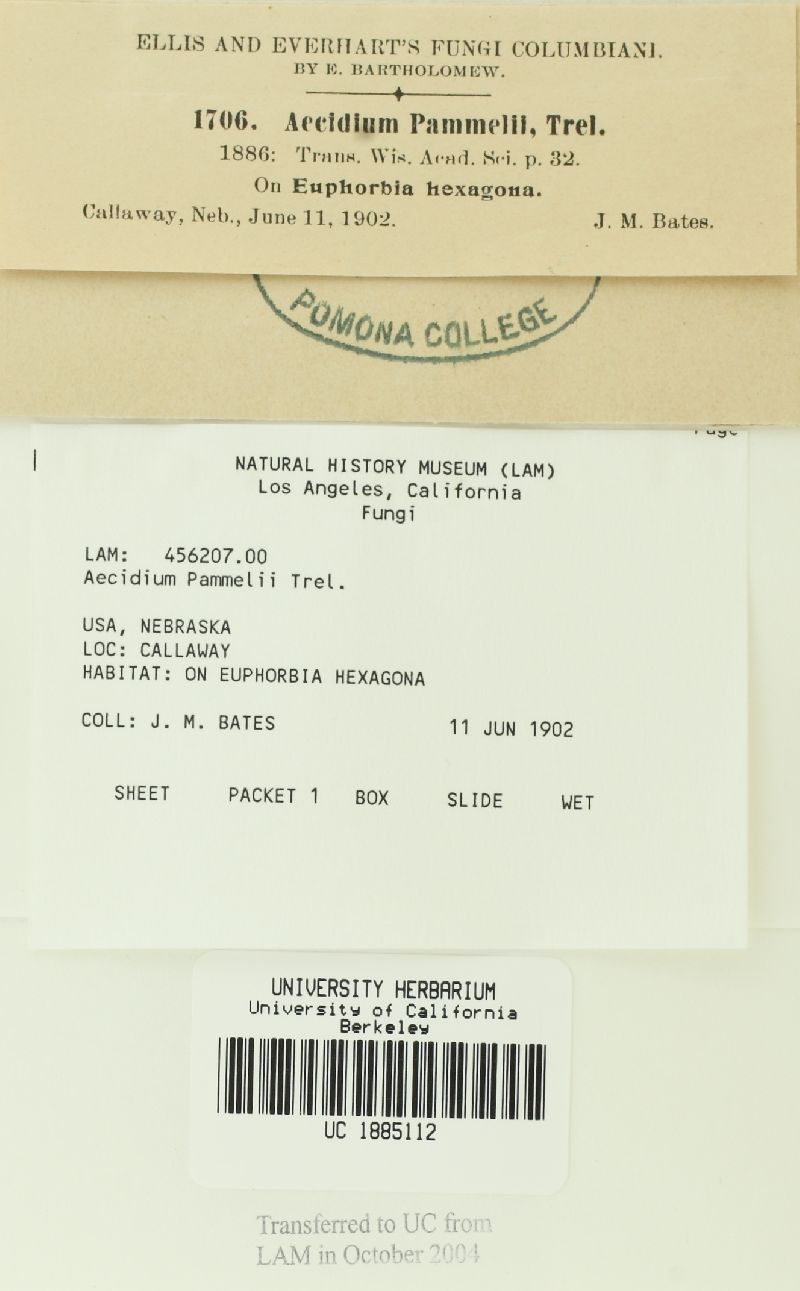 ELLIS AND EVERHART'S FUNGI COLUMBIANI.
BY E. BARTHOLOMEW.
1706. Aecidium Pammelii, Trel.
1886: Trans. Wis. Acad. Sci. p. 32.
On Euphorbia hexagona.
Callaway, Neb., June 11, 1902. J. M. Bates.
POMONA COLLEGE
NATURAL HISTORY MUSEUM (LAM)
Los Angeles, California
Fungi
LAM: 456207.00
Aecidium Pammelii Trel.
USA, NEBRASKA
LOC: CALLAWAY
HABITAT: ON EUPHORBIA HEXAGONA
COLL: J. M. BATES 11 JUN 1902
SHEET PACKET 1 BOX SLIDE WET
UNIVERSITY HERBARIUM
University of California
Berkeley
UC 1885112
Transferred to UC from
LAM in October 2004